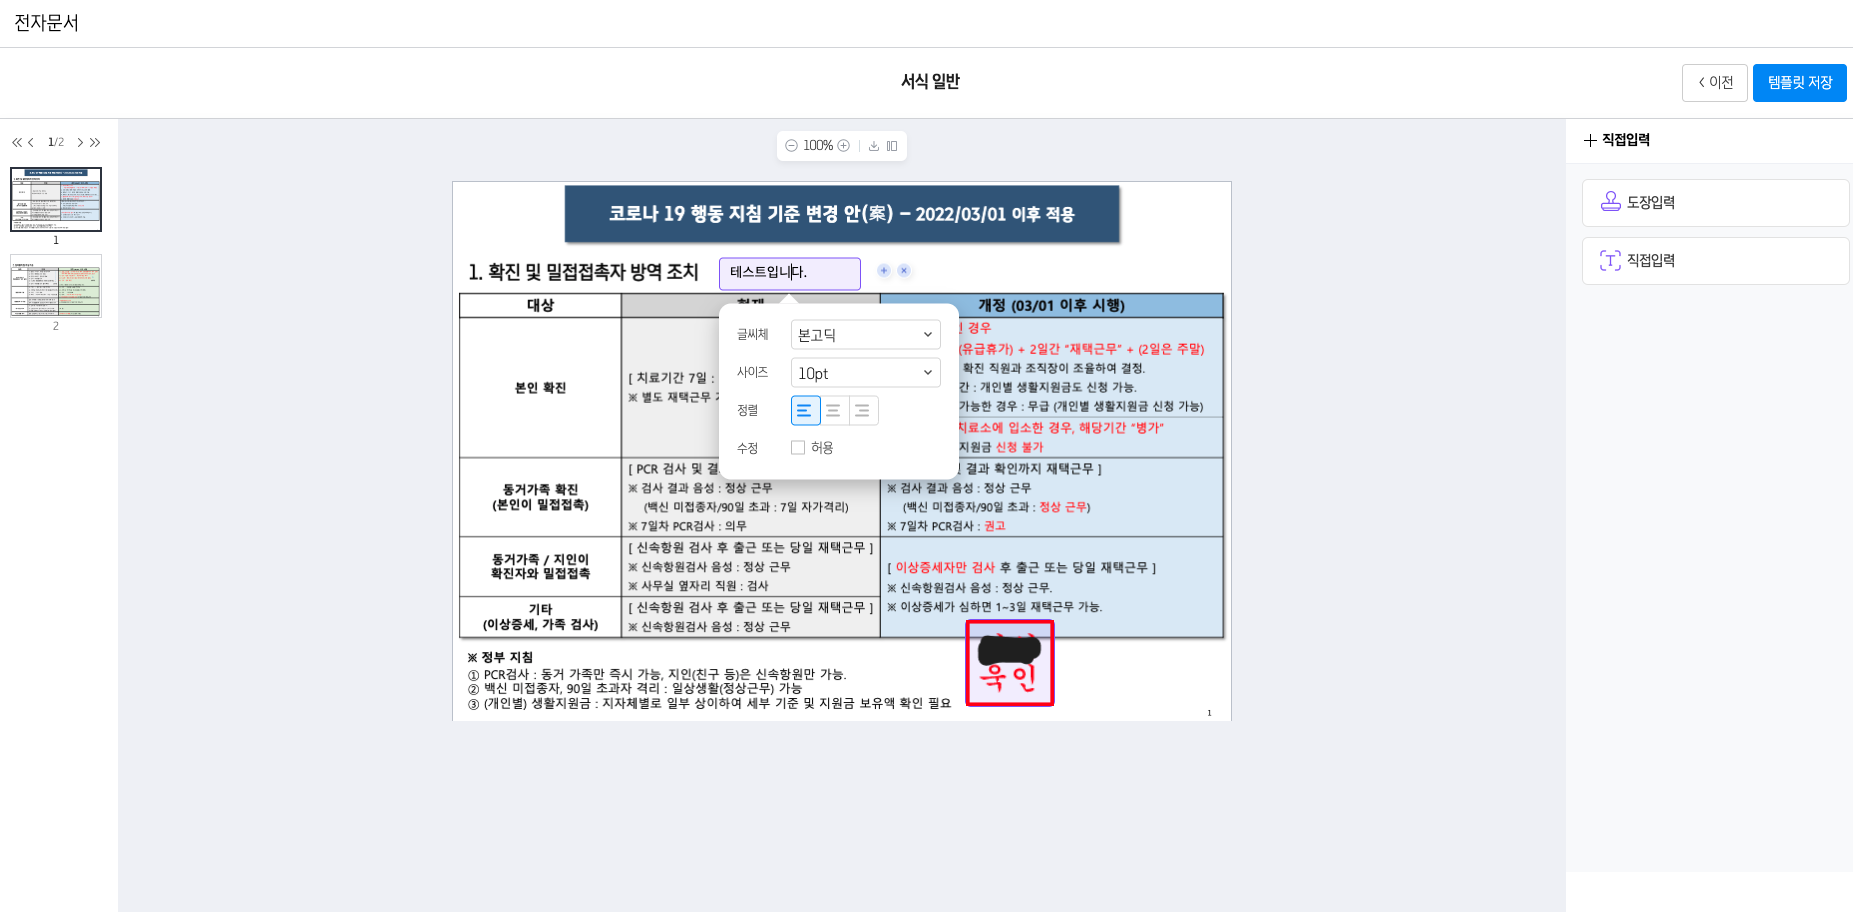 전자문서
서식 일반
이전
템플릿 저장
1/2
1
2
100%
직접입력
도장입력
직접입력
코로나 19 행동 지침 기준 변경 안(案) – 2022/03/01 이후 적용
1. 확진 및 밀접접촉자 방역 조치
테스트입니다.
글씨체
본고딕
사이즈
10pt
정렬
수정
허용
대상
개정 (03/01 이후 시행)
본인 확진
[ 치료기간 7일 :
※ 별도 재택근무
경우
(유급휴가) + 2일간 “재택근무” + (2일은 주말)
확진 직원과 조직장이 조율하여 결정.
간 : 개인별 생활지원금도 신청 가능.
가능한 경우 : 무급 (개인별 생활지원금 신청 가능)
치료소에 입소한 경우, 해당기간 “병가”
지원금 신청 불가
동거가족 확진
(본인이 밀접접촉)
[ PCR 검사 및
※ 검사 결과 음성 : 정상 근무
(백신 미접종자/90일 초과 : 7일 자가격리)
※ 7일차 PCR검사 : 의무
결과 확인까지 재택근무 ]
※ 검사 결과 음성 : 정상 근무
(백신 미접종자/90일 초과 : 정상 근무)
※ 7일차 PCR검사 : 권고
동거가족 / 지인이
확진자와 밀접접촉
[ 신속항원 검사 후 출근 또는 당일 재택근무 ]
※ 신속항원검사 음성 : 정상 근무
※ 사무실 옆자리 직원 : 검사
[ 이상증세자만 검사 후 출근 또는 당일 재택근무 ]
※ 신속항원검사 음성 : 정상 근무.
※ 이상증세가 심하면 1~3일 재택근무 가능.
기타
(이상증세, 가족 검사)
[ 신속항원 검사 후 출근 또는 당일 재택근무 ]
※ 신속항원검사 음성 : 정상 근무
욱인
※ 정부 지침
① PCR검사 : 동거 가족만 즉시 가능, 지인(친구 등)은 신속항원만 가능.
② 백신 미접종자, 90일 초과자 격리 : 일상생활(정상근무) 가능
③ (개인별) 생활지원금 : 지자체별로 일부 상이하여 세부 기준 및 지원금 보유액 확인 필요
1